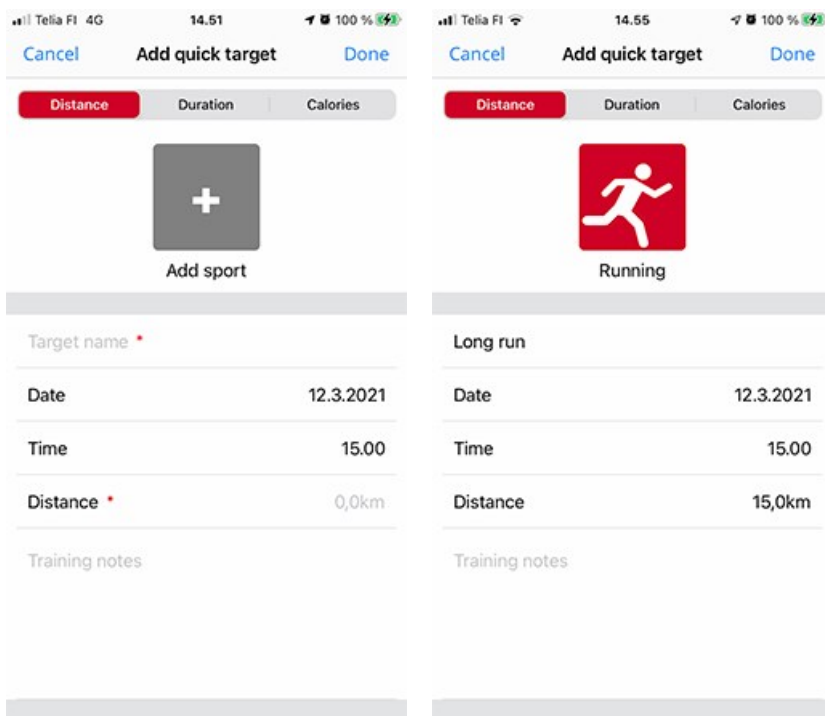 Telia FI 4G 14.51 100 %
Cancel Add quick target Done
Distance Duration Calories
+
Add sport
Target name *
Date 12.3.2021
Time 15.00
Distance * 0,0km
Training notes
Telia FI 14.55 100 %
Cancel Add quick target Done
Distance Duration Calories
Running
Long run
Date 12.3.2021
Time 15.00
Distance 15,0km
Training notes